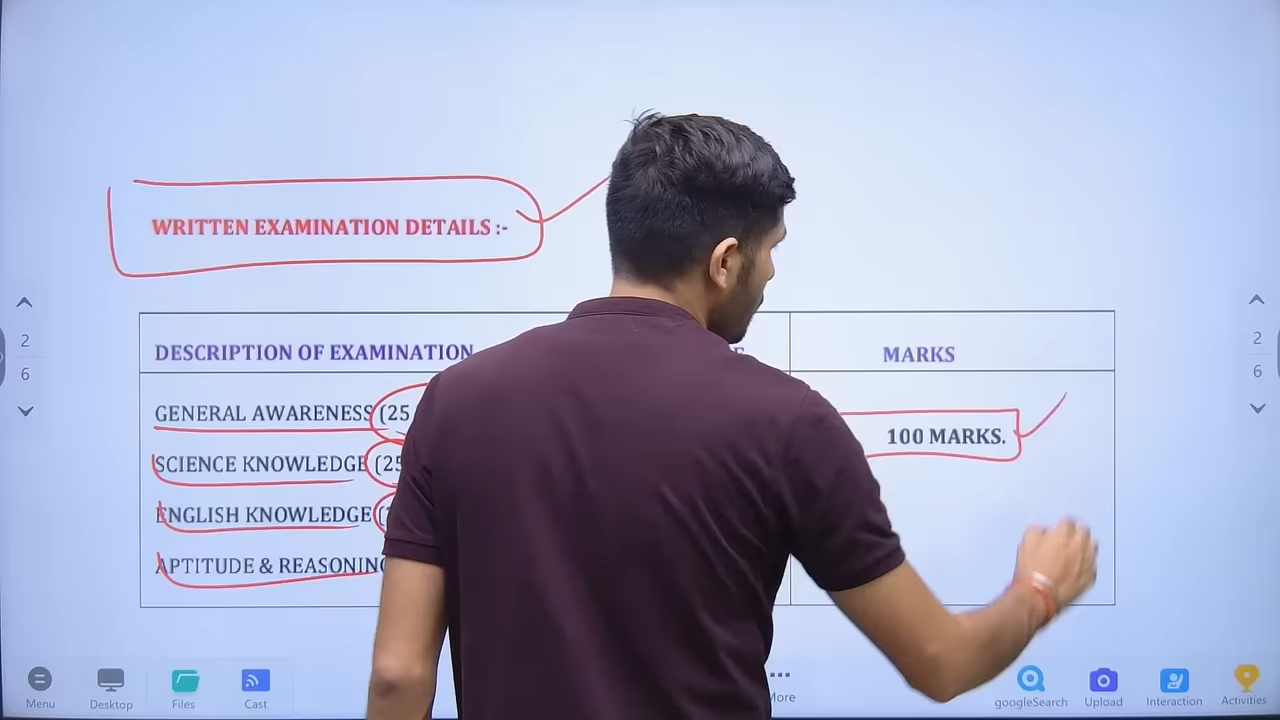 WRITTEN EXAMINATION DETAILS :-
DESCRIPTION OF EXAMINATION MARKS
GENERAL AWARENESS (25 100 MARKS.
SCIENCE KNOWLEDGE (25
ENGLISH KNOWLEDGE (
APTITUDE & REASONING
2 2
6 6
Menu Desktop Files Cast More googleSearch Upload Interaction Activities